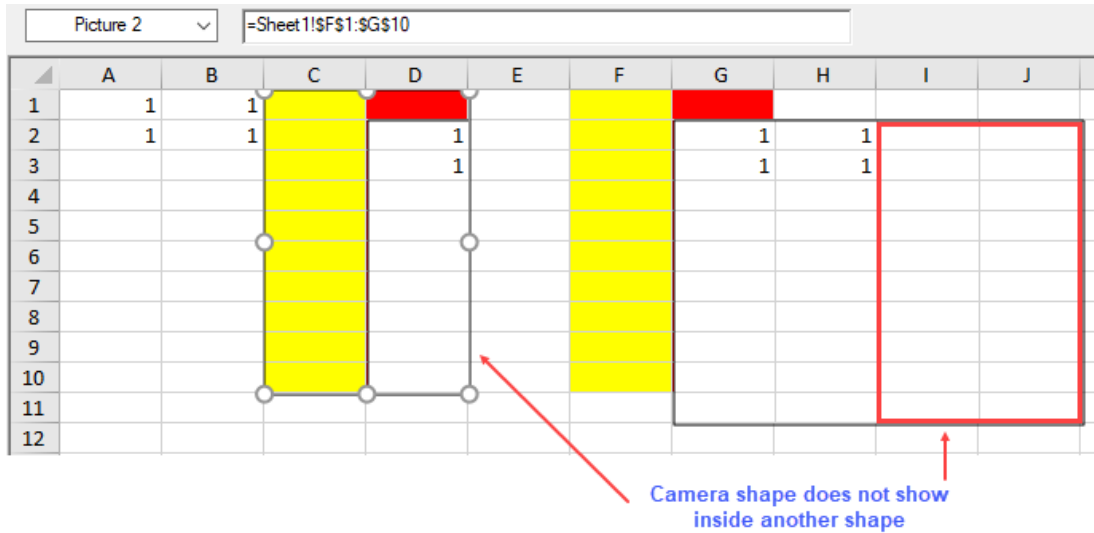 Picture 2 =Sheet1!$F$1:$G$10
A B C D E F G H I J
1 1 1
2 1 1 1 1 1
3 1 1 1
4
5
6
7
8
9
10
11
12
Camera shape does not show
inside another shape